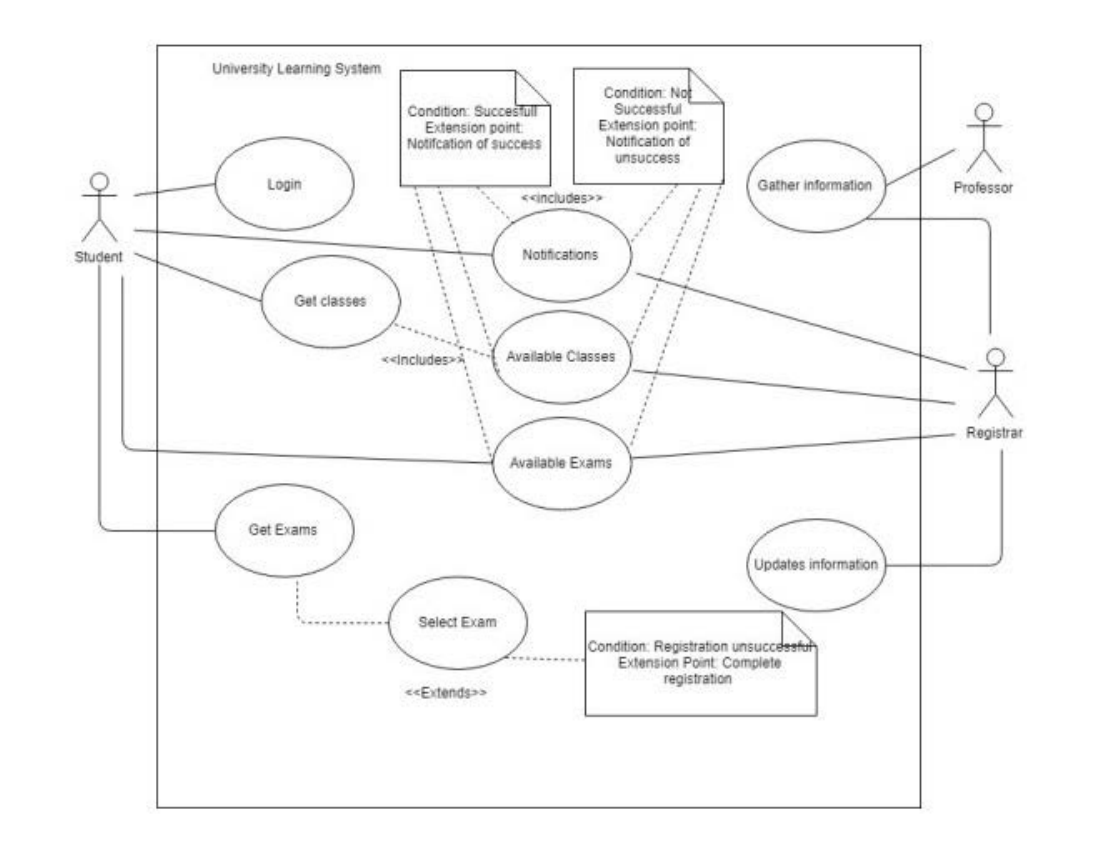 University Learning System
Condition: Succesfull
Extension point:
Notifcation of success
Condition: Not
Successful
Extension point:
Notification of
unsuccess
Login
Gather information
Professor
<<includes>>
Student
Notifications
Get classes
<<Includes>>
Available Classes
Registrar
Available Exams
Get Exams
Updates information
Select Exam
Condition: Registration unsuccessful
Extension Point: Complete
registration
<<Extends>>